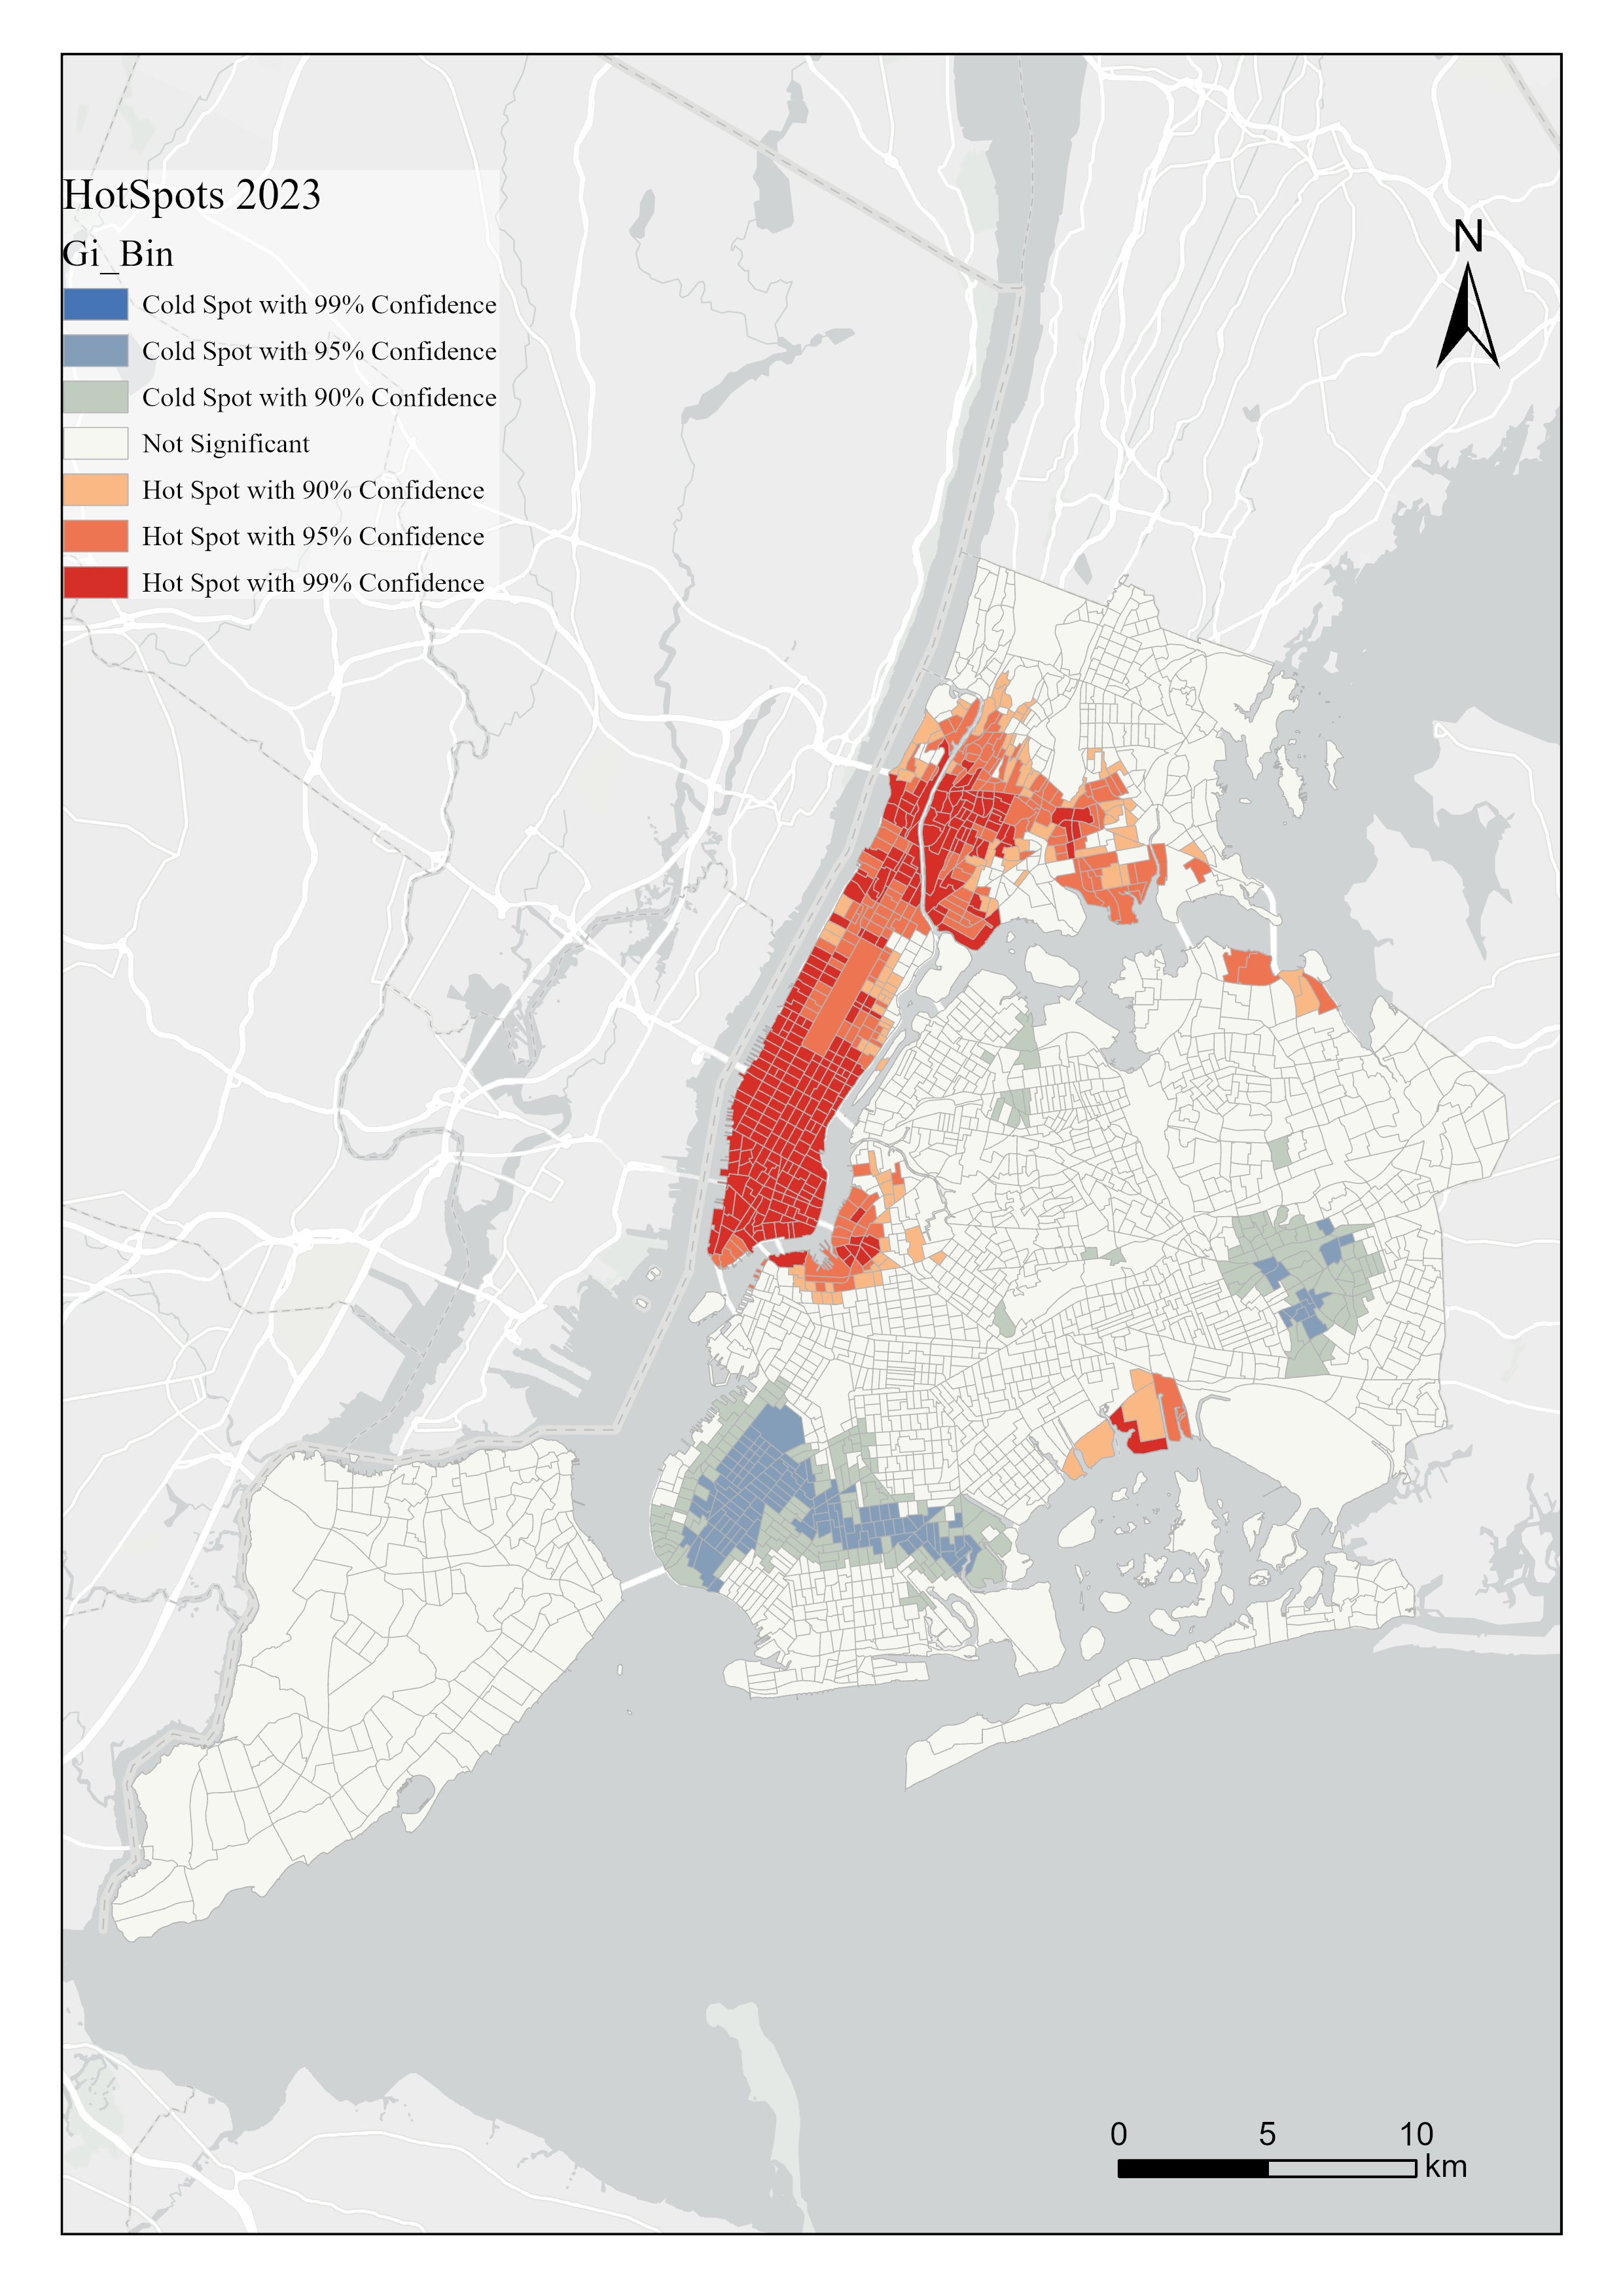 HotSpots 2023
N
Gi_Bin
Cold Spot with 99% Confidence
Cold Spot with 95% Confidence
Cold Spot with 90% Confidence
Not Significant
Hot Spot with 90% Confidence
Hot Spot with 95% Confidence
Hot Spot with 99% Confidence
0 5 10
km